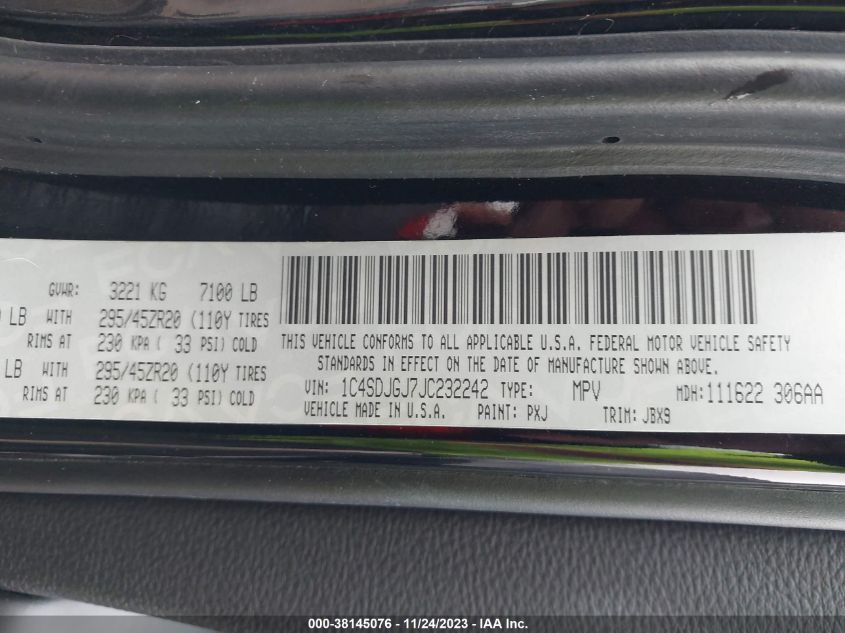 GVWR: 3221 KG 7100 LB
LB WITH 295/45ZR20 (110Y TIRES
RIMS AT 230 KPA ( 33 PSI) COLD
LB WITH 295/45ZR20 (110Y TIRES
RIMS AT 230 KPA ( 33 PSI) COLD
THIS VEHICLE CONFORMS TO ALL APPLICABLE U.S.A. FEDERAL MOTOR VEHICLE SAFETY
STANDARDS IN EFFECT ON THE DATE OF MANUFACTURE SHOWN ABOVE.
VIN: 1C4SDJGJ7JC232242 TYPE: MPV MDH: 111622 306AA
VEHICLE MADE IN U.S.A. PAINT: PXJ TRIM: JBX9
000-38145076 - 11/24/2023 - IAA Inc.